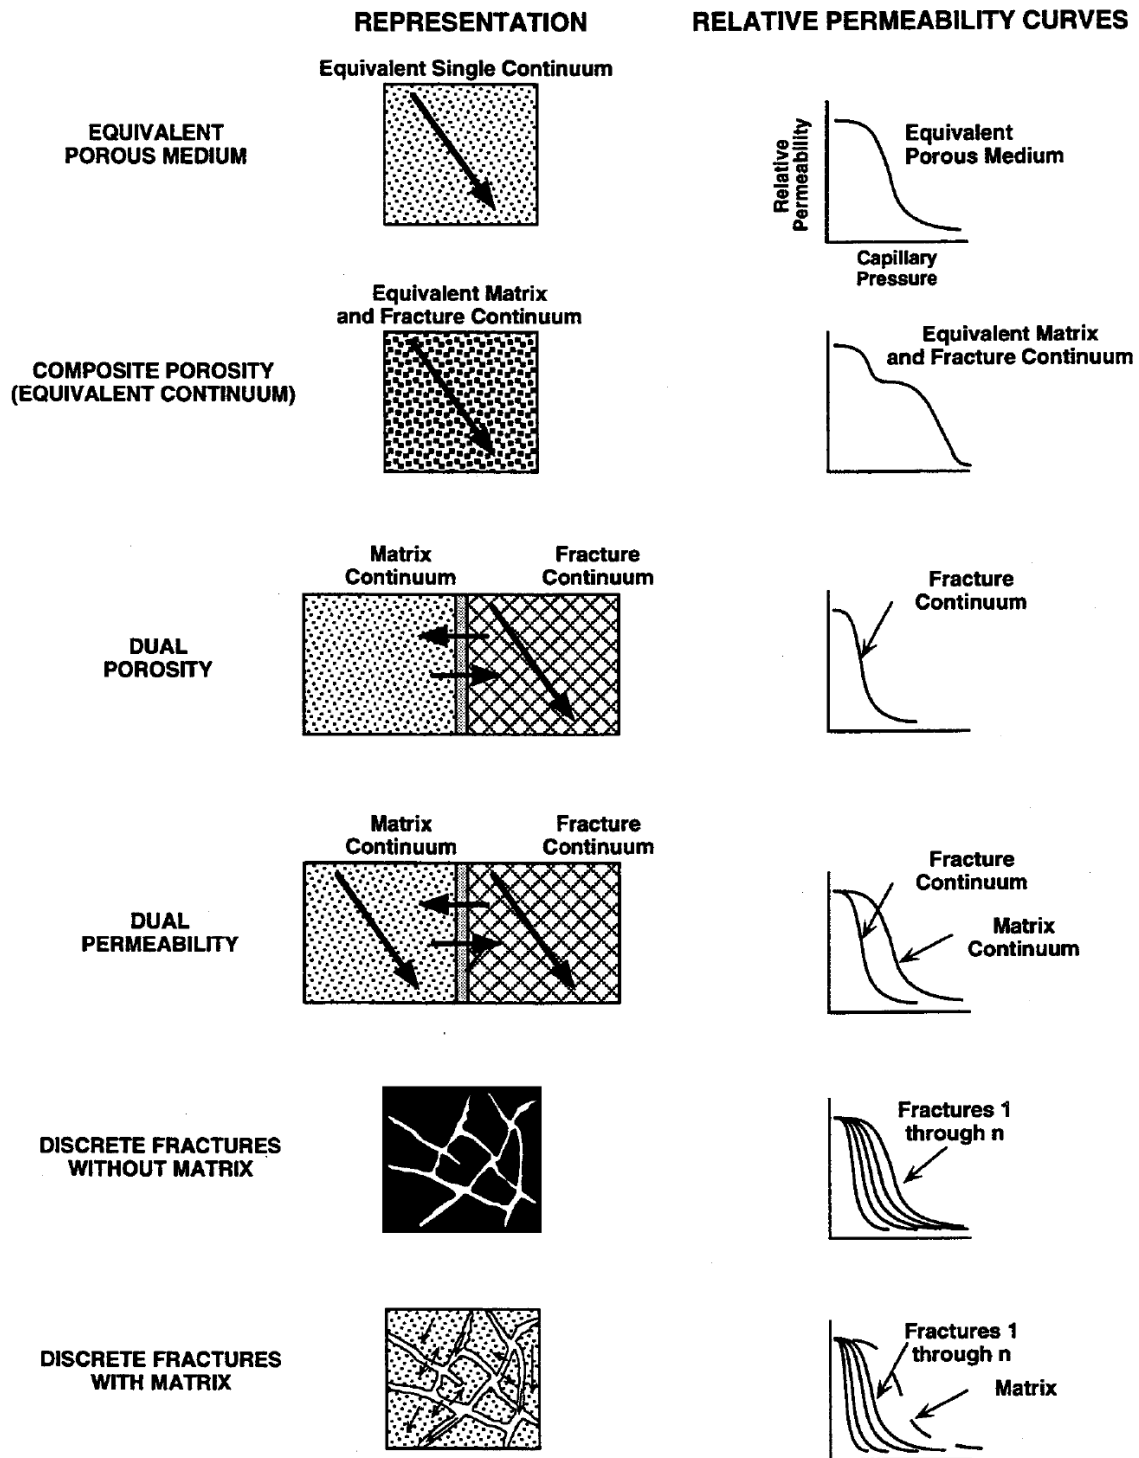 REPRESENTATION
RELATIVE PERMEABILITY CURVES
Equivalent Single Continuum
EQUIVALENT
POROUS MEDIUM
Relative
Permeability
Equivalent
Porous Medium
Capillary
Pressure
Equivalent Matrix
and Fracture Continuum
COMPOSITE POROSITY
(EQUIVALENT CONTINUUM)
Equivalent Matrix
and Fracture Continuum
Matrix
Continuum
Fracture
Continuum
DUAL
POROSITY
Fracture
Continuum
Matrix
Continuum
Fracture
Continuum
DUAL
PERMEABILITY
Fracture
Continuum
Matrix
Continuum
DISCRETE FRACTURES
WITHOUT MATRIX
Fractures 1
through n
DISCRETE FRACTURES
WITH MATRIX
Fractures 1
through n
Matrix